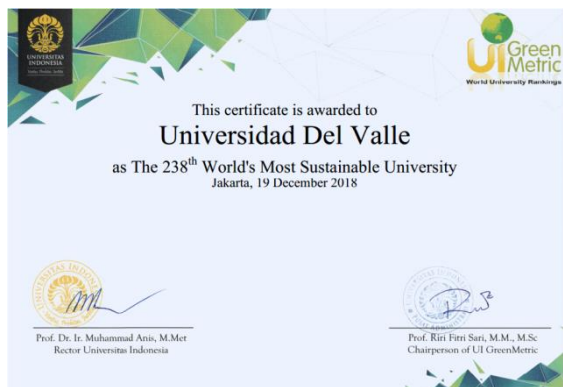 UNIVERSITAS
INDONESIA
UI Green
Metric
World University Rankings
This certificate is awarded to
Universidad Del Valle
as The 238th World's Most Sustainable University
Jakarta, 19 December 2018
Prof. Dr. Ir. Muhammad Anis, M.Met
Rector Universitas Indonesia
Prof. Riri Fitri Sari, M.M., M.Sc
Chairperson of UI GreenMetric